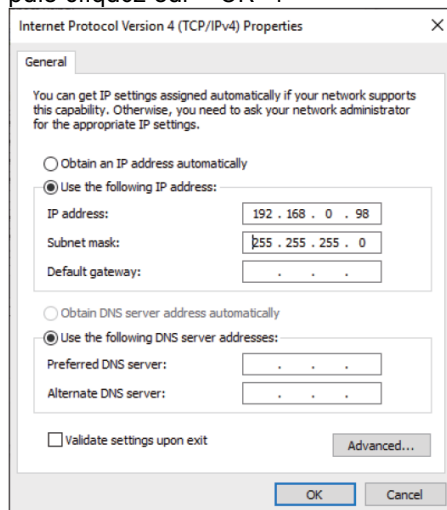 Internet Protocol Version 4 (TCP/IPv4) Properties
General
You can get IP settings assigned automatically if your network supports
this capability. Otherwise, you need to ask your network administrator
for the appropriate IP settings.
Obtain an IP address automatically
Use the following IP address:
IP address: 192 . 168 . 0 . 98
Subnet mask: 255 . 255 . 255 . 0
Default gateway: . . .
Obtain DNS server address automatically
Use the following DNS server addresses:
Preferred DNS server: . . .
Alternate DNS server: . . .
Validate settings upon exit
Advanced...
OK Cancel